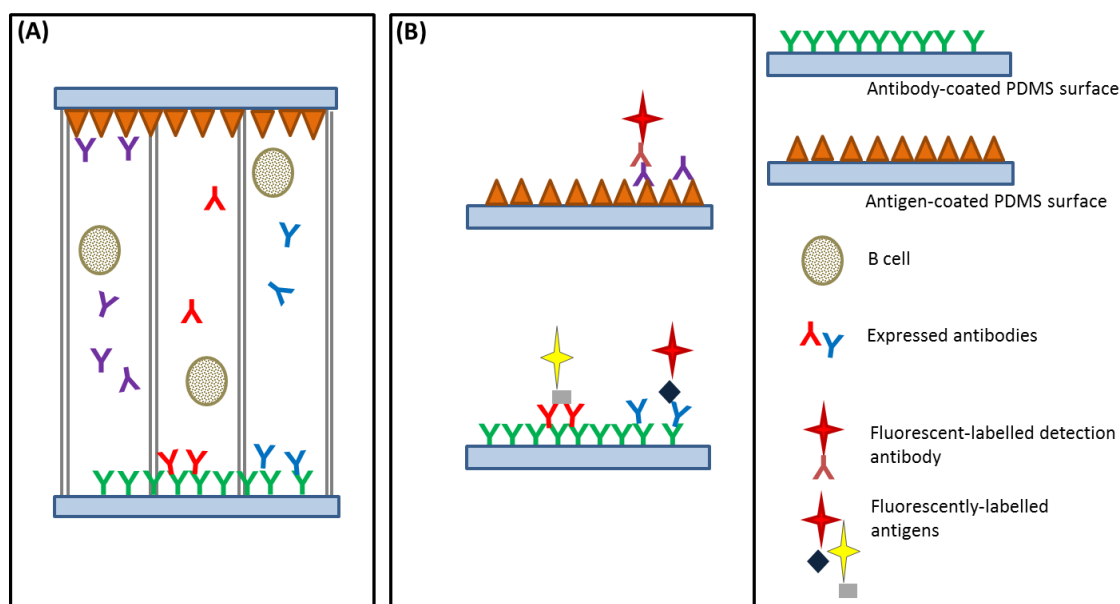 (A)
(B)
Antibody-coated PDMS surface
Antigen-coated PDMS surface
B cell
Expressed antibodies
Fluorescent-labelled detection
antibody
Fluorescently-labelled
antigens